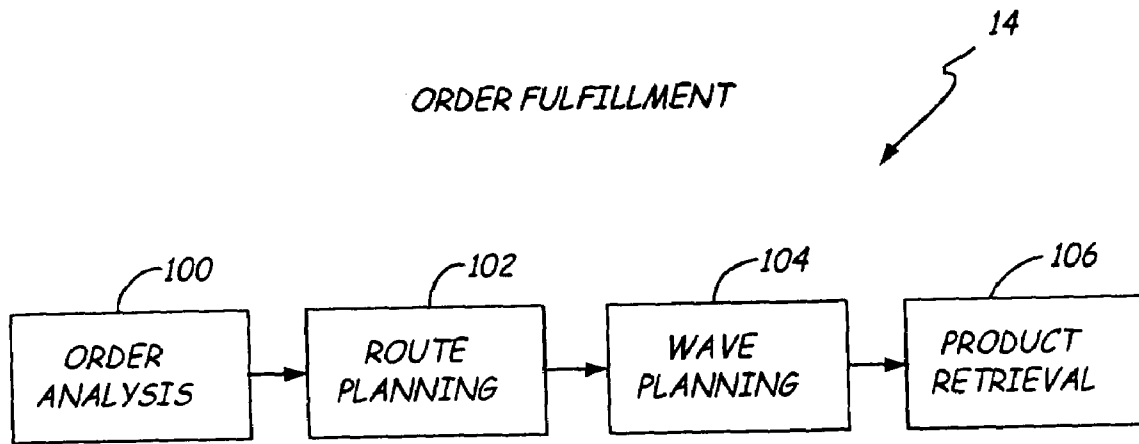 14
ORDER FULFILLMENT
100
102
104
106
ORDER
ANALYSIS
ROUTE
PLANNING
WAVE
PLANNING
PRODUCT
RETRIEVAL